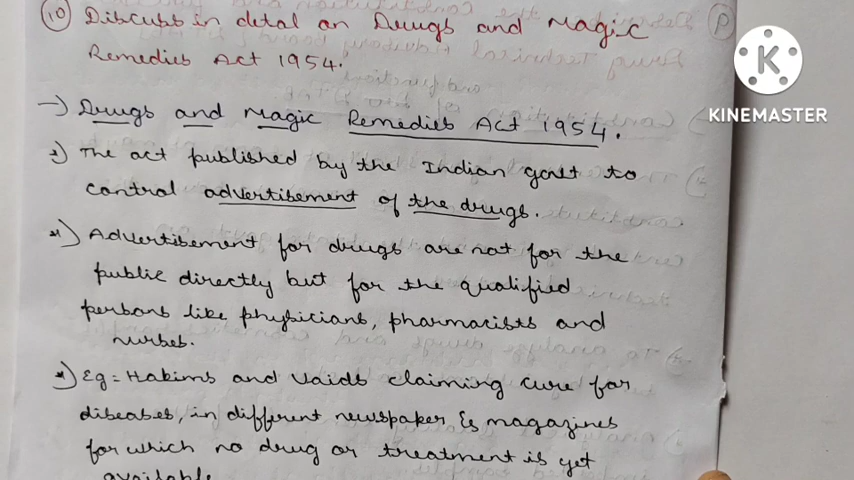 ⑩ Discuss in detal on Drugs and Magic
Remedies Act 1954.
→ Drugs and Magic Remedies Act 1954.
The act published by the Indian govt to
control advertisement of the drugs.
Advertisement for drugs are not for the
public directly but for the qualified
persons like physicians, pharmacists and
nurses.
Eg = Hakims and Vaids claiming cure for
diseases, in different newspaker & magazines
for which no drug or treatment is yet
available
P
KINEMASTER